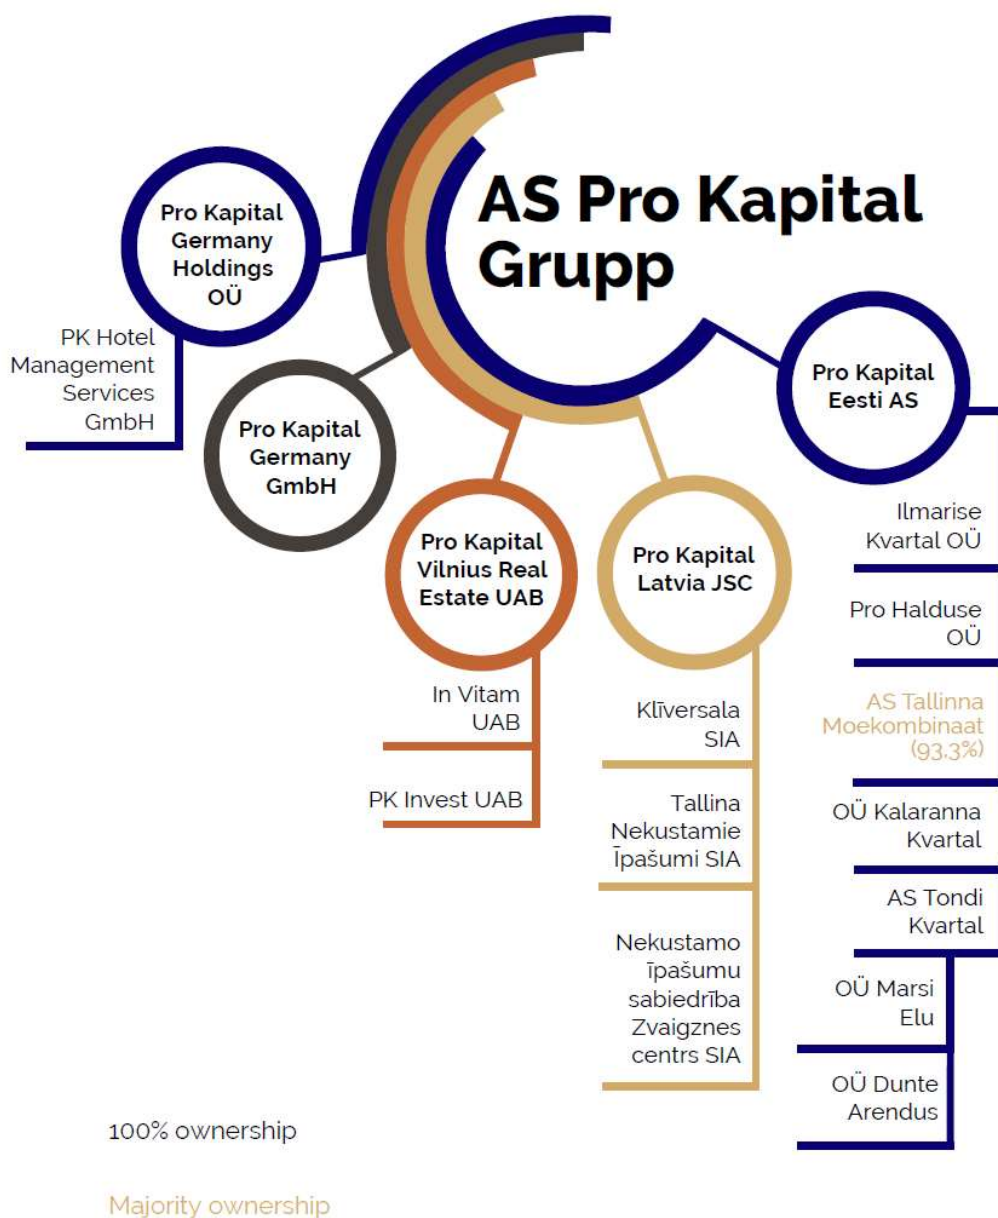 AS Pro Kapital
Grupp
Pro Kapital
Germany
Holdings
OÜ
PK Hotel
Management
Services
GmbH
Pro Kapital
Germany
GmbH
Pro Kapital
Vilnius Real
Estate UAB
In Vitam
UAB
PK Invest UAB
Pro Kapital
Latvia JSC
Klīversala
SIA
Tallina
Nekustamie
Īpašumi SIA
Nekustamo
īpašumu
sabiedrība
Zvaigznes
centrs SIA
Pro Kapital
Eesti AS
Ilmarise
Kvartal OÜ
Pro Halduse
OÜ
AS Tallinna
Moekombinaat
(93,3%)
OÜ Kalaranna
Kvartal
AS Tondi
Kvartal
OÜ Marsi
Elu
OÜ Dunte
Arendus
100% ownership
Majority ownership